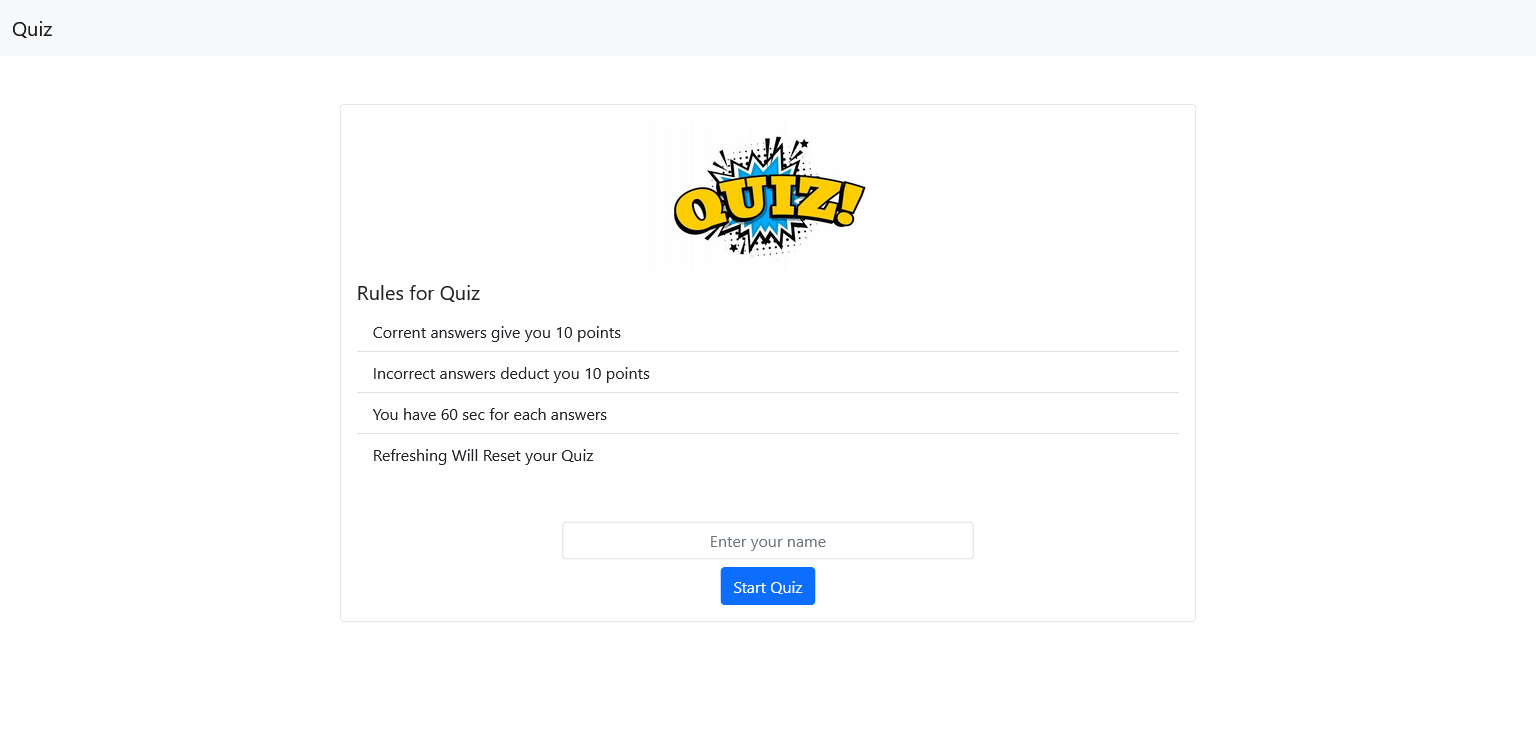 Quiz
QUIZ!
Rules for Quiz
Corrent answers give you 10 points
Incorrect answers deduct you 10 points
You have 60 sec for each answers
Refreshing Will Reset your Quiz
Enter your name
Start Quiz